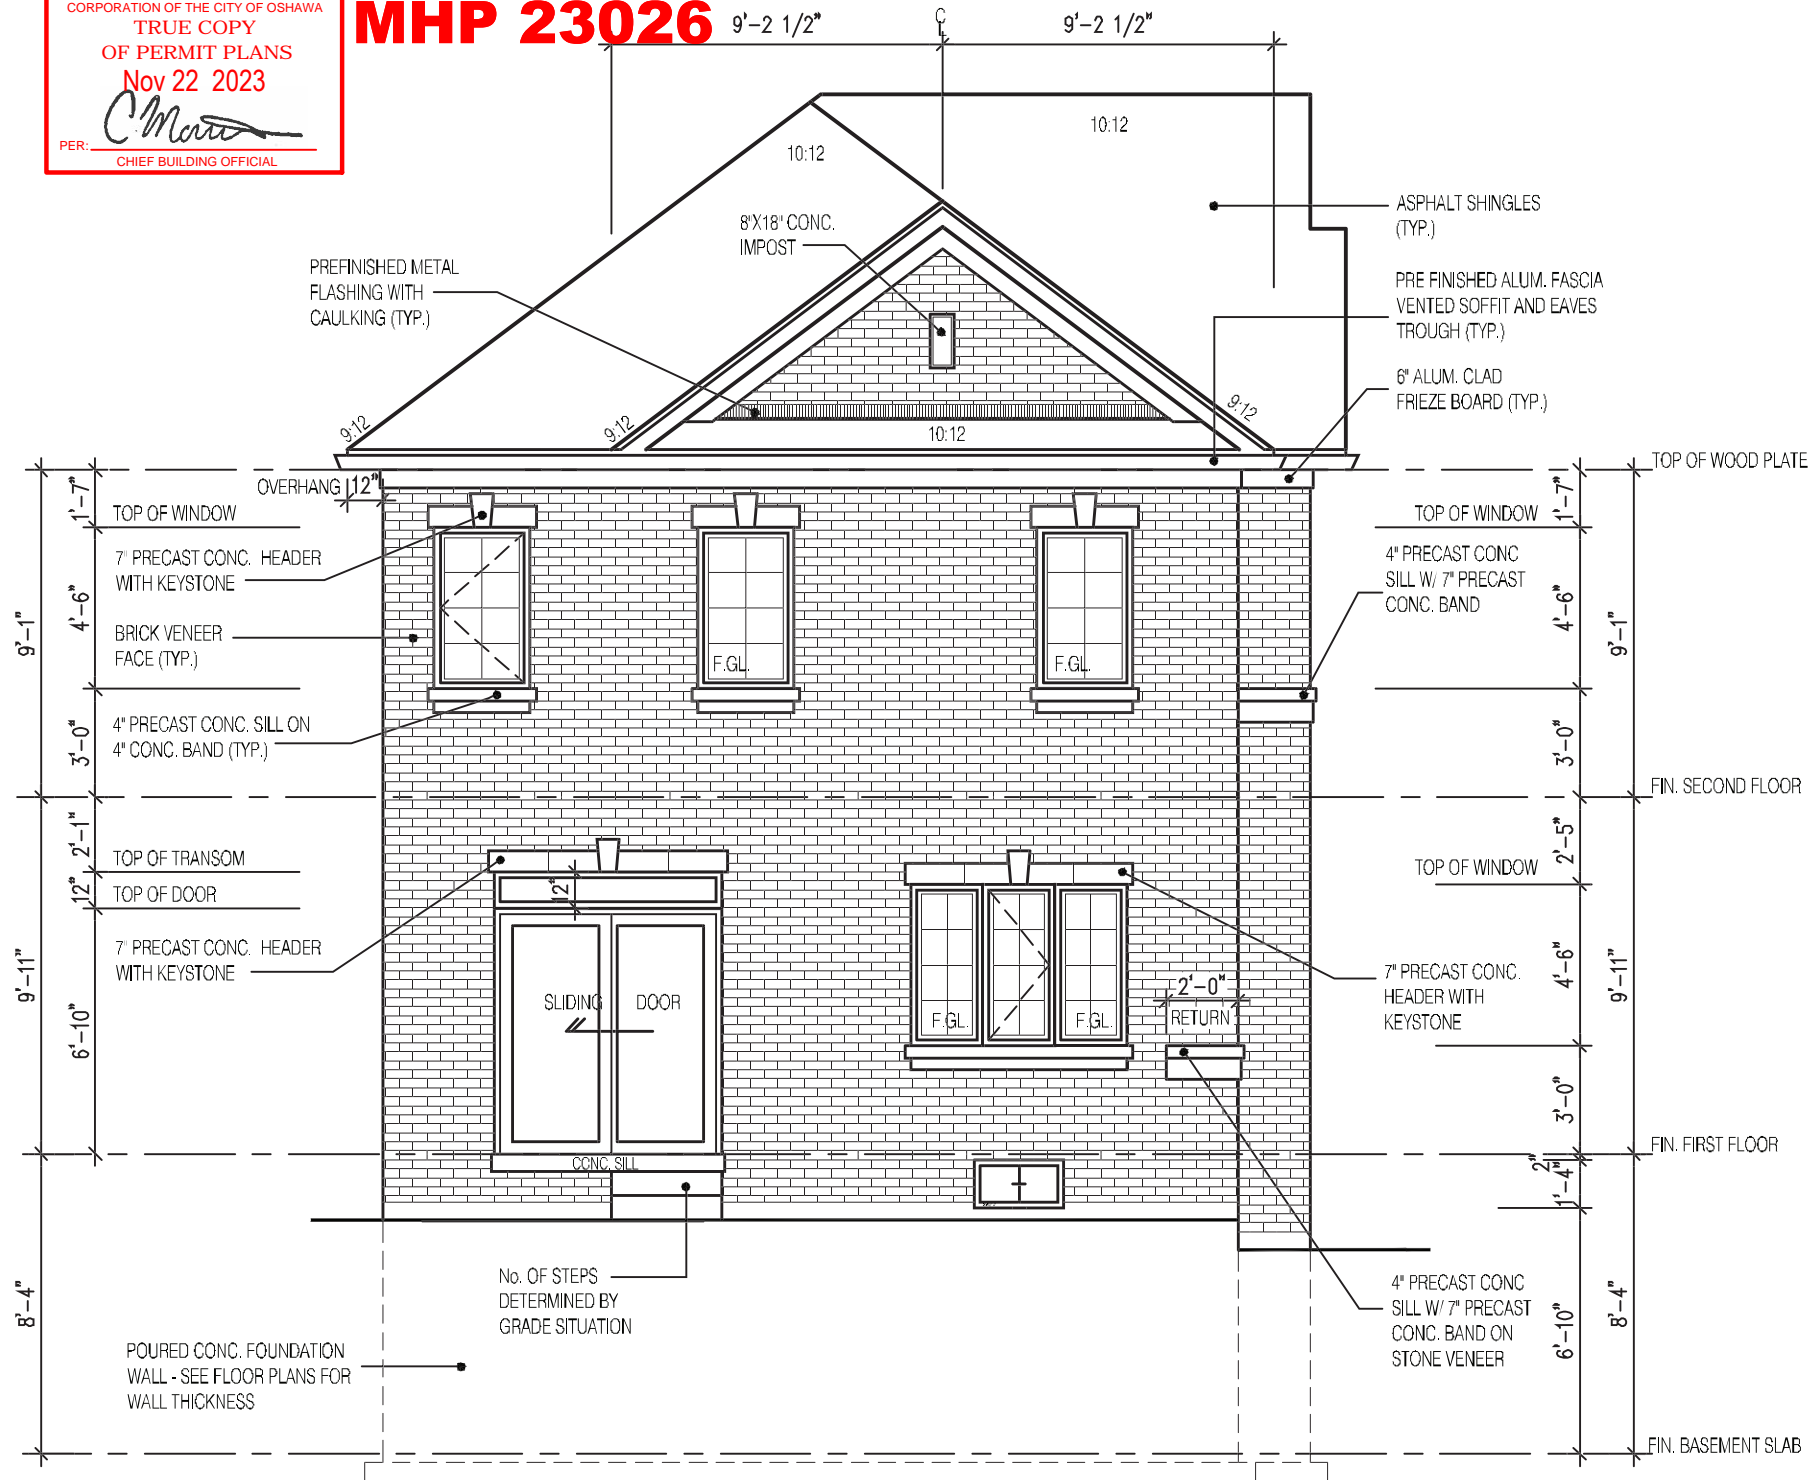 CORPORATION OF THE CITY OF OSHAWA
TRUE COPY
OF PERMIT PLANS
Nov 22 2023
PER:
CHIEF BUILDING OFFICIAL
MHP 23026
9'-2 1/2"
CL
9'-2 1/2"
10:12
10:12
8"X18" CONC.
IMPOST
ASPHALT SHINGLES
(TYP.)
PREFINISHED METAL
FLASHING WITH
CAULKING (TYP.)
PRE FINISHED ALUM. FASCIA
VENTED SOFFIT AND EAVES
TROUGH (TYP.)
6" ALUM. CLAD
FRIEZE BOARD (TYP.)
9:12
9:12
10:12
9:12
TOP OF WOOD PLATE
OVERHANG
12"
1'-7"
TOP OF WINDOW
TOP OF WINDOW
1'-7"
7" PRECAST CONC. HEADER
WITH KEYSTONE
4" PRECAST CONC
SILL W/ 7" PRECAST
CONC. BAND
9'-1"
4'-6"
4'-6"
9'-1"
BRICK VENEER
FACE (TYP.)
F.GL.
F.GL.
4" PRECAST CONC. SILL ON
4" CONC. BAND (TYP.)
3'-0"
3'-0"
FIN. SECOND FLOOR
2'-1"
2'-5"
TOP OF TRANSOM
TOP OF WINDOW
12"
TOP OF DOOR
12"
7" PRECAST CONC. HEADER
WITH KEYSTONE
9'-11"
6'-10"
SLIDING DOOR
F.GL.
F.GL.
2'-0"
RETURN
7" PRECAST CONC.
HEADER WITH
KEYSTONE
4'-6"
9'-11"
3'-0"
FIN. FIRST FLOOR
CONC. SILL
2"
1'-4"
No. OF STEPS
DETERMINED BY
GRADE SITUATION
4" PRECAST CONC
SILL W/ 7" PRECAST
CONC. BAND ON
STONE VENEER
8'-4"
6'-10"
8'-4"
POURED CONC. FOUNDATION
WALL - SEE FLOOR PLANS FOR
WALL THICKNESS
FIN. BASEMENT SLAB